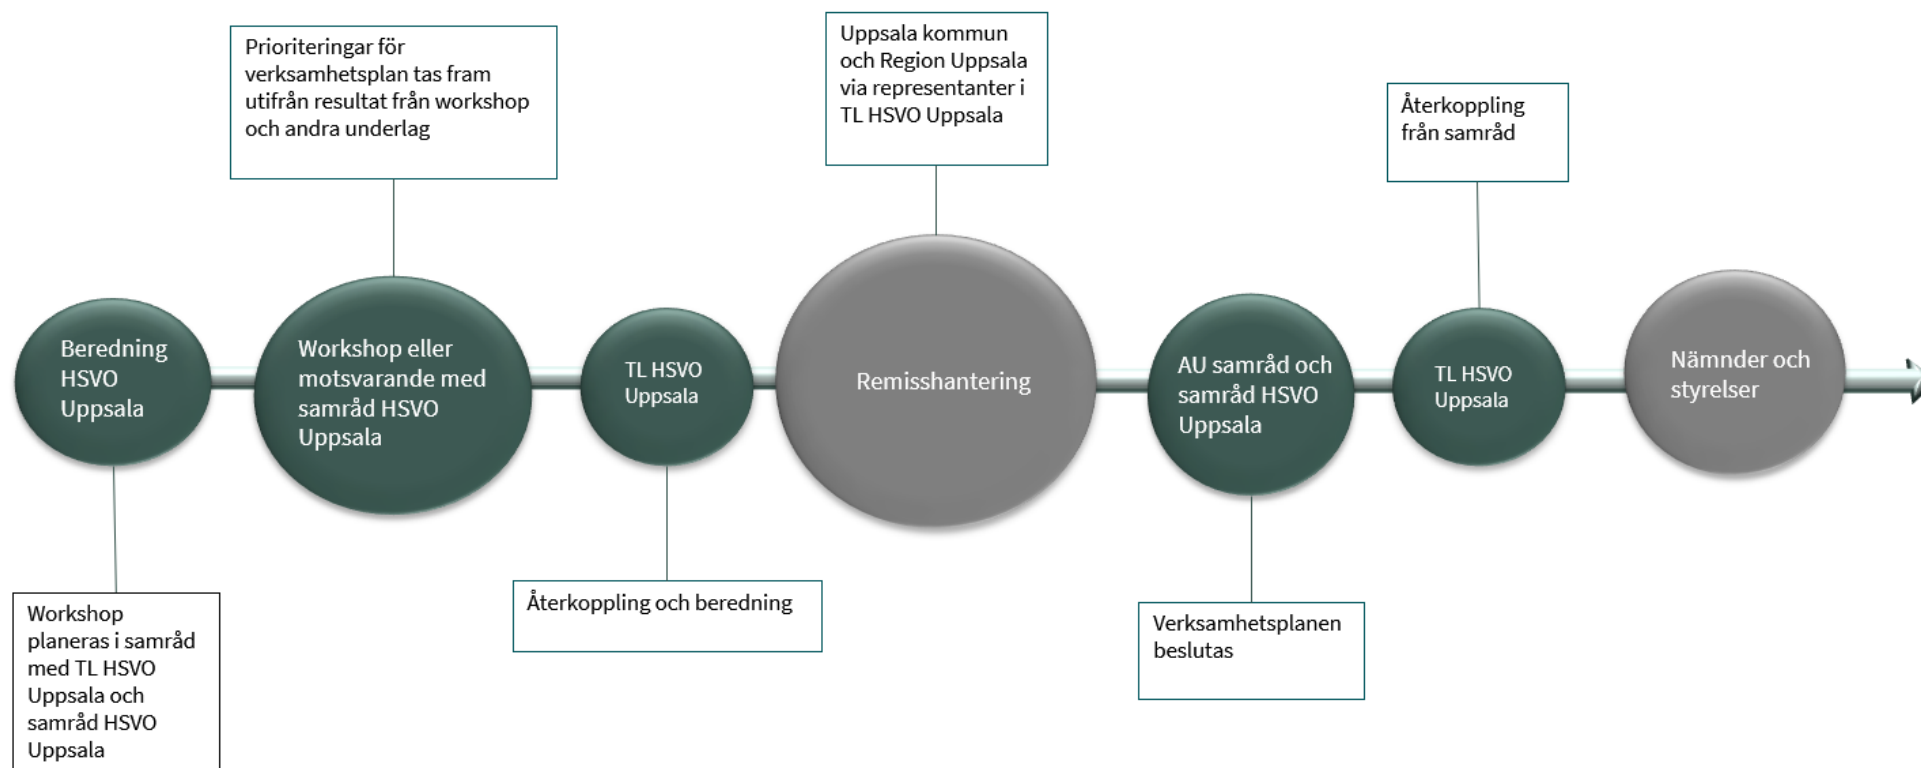 Prioriteringar för
verksamhetsplan tas fram
utifrån resultat från workshop
och andra underlag
Uppsala kommun
och Region Uppsala
via representanter i
TL HSVO Uppsala
Återkoppling
från samråd
Beredning
HSVO
Uppsala
Workshop eller
motsvarande med
samråd HSVO
Uppsala
TL HSVO
Uppsala
Remisshantering
AU samråd och
samråd HSVO
Uppsala
TL HSVO
Uppsala
Nämnder och
styrelser
Workshop
planeras i samråd
med TL HSVO
Uppsala och
samråd HSVO
Uppsala
Återkoppling och beredning
Verksamhetsplanen
beslutas